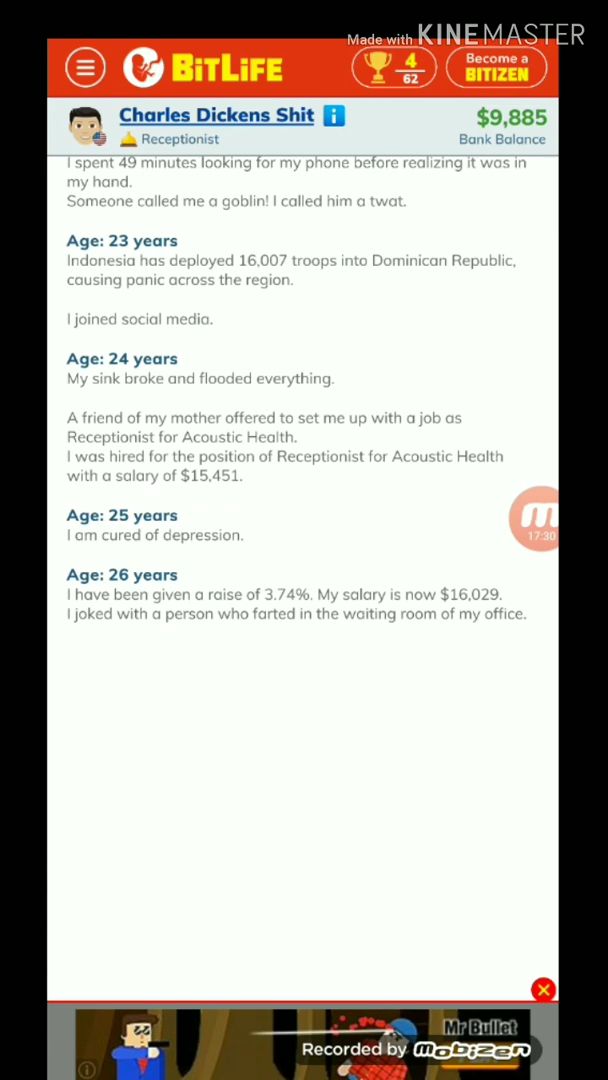 Made with KINEMASTER
BITLIFE
4
62
Become a
BITIZEN
Charles Dickens Shit i
$9,885
Receptionist
Bank Balance
I spent 49 minutes looking for my phone before realizing it was in
my hand.
Someone called me a goblin! I called him a twat.
Age: 23 years
Indonesia has deployed 16,007 troops into Dominican Republic,
causing panic across the region.
I joined social media.
Age: 24 years
My sink broke and flooded everything.
A friend of my mother offered to set me up with a job as
Receptionist for Acoustic Health.
I was hired for the position of Receptionist for Acoustic Health
with a salary of $15,451.
Age: 25 years
I am cured of depression.
17:30
Age: 26 years
I have been given a raise of 3.74%. My salary is now $16,029.
I joked with a person who farted in the waiting room of my office.
Mr Bullet
Recorded by mobizen